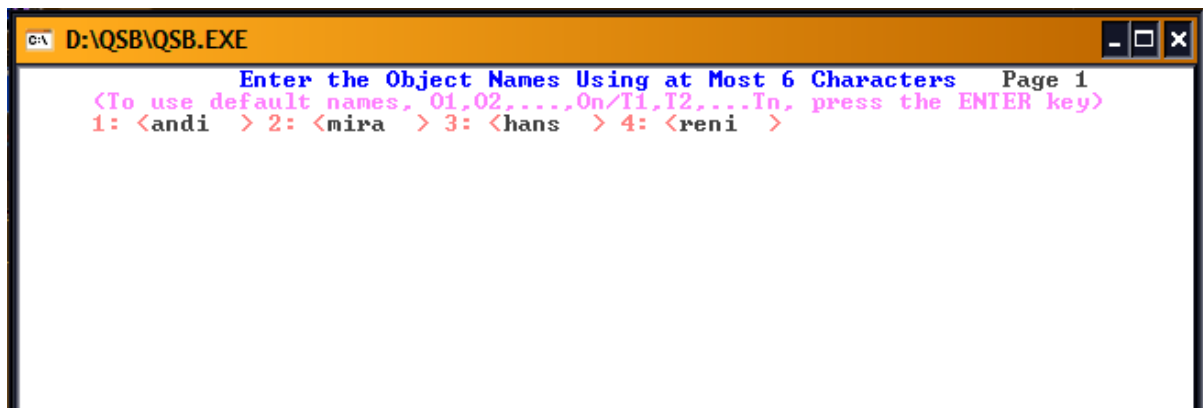 D:\QSB\QSB.EXE
Enter the Object Names Using at Most 6 Characters   Page 1
(To use default names, O1,O2,....,On/T1,T2,...Tn, press the ENTER key)
1: <andi  > 2: <mira  > 3: <hans  > 4: <reni  >